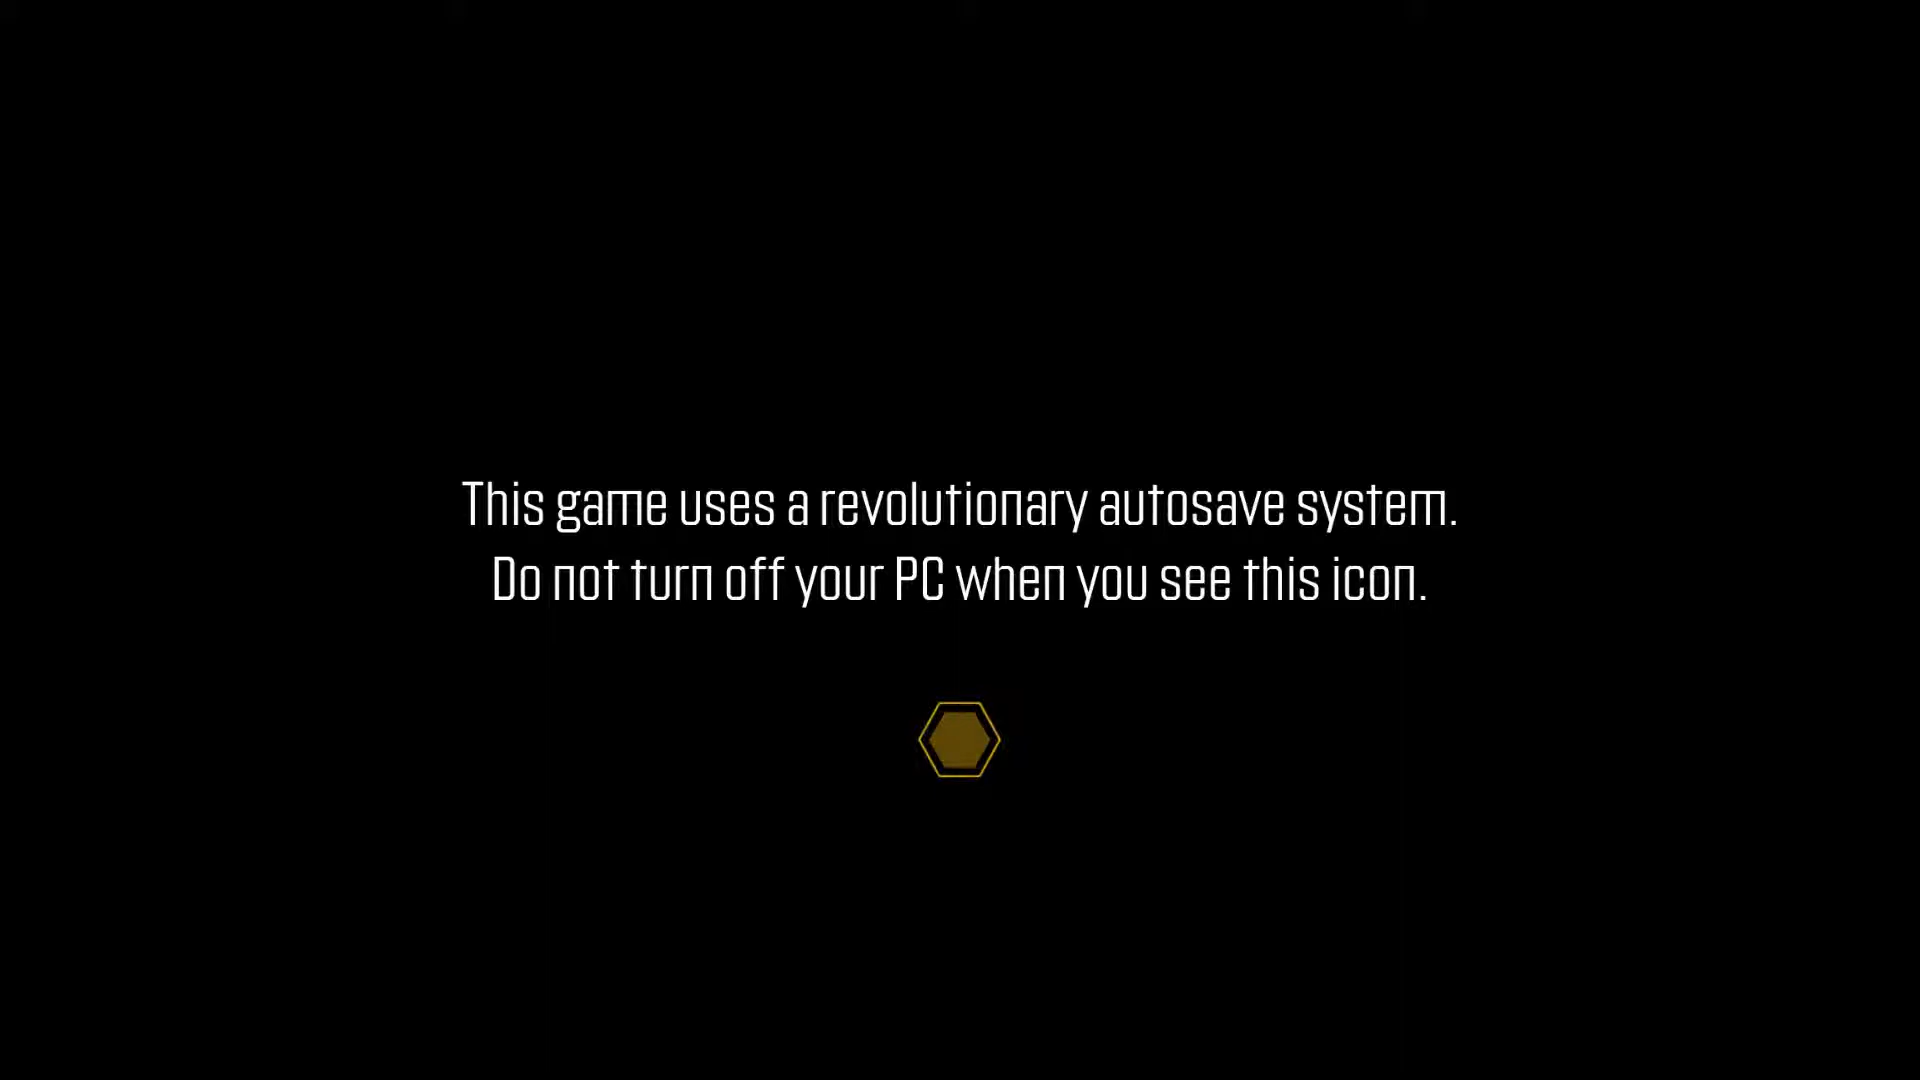 This game uses a revolutionary autosave system.
Do not turn off your PC when you see this icon.